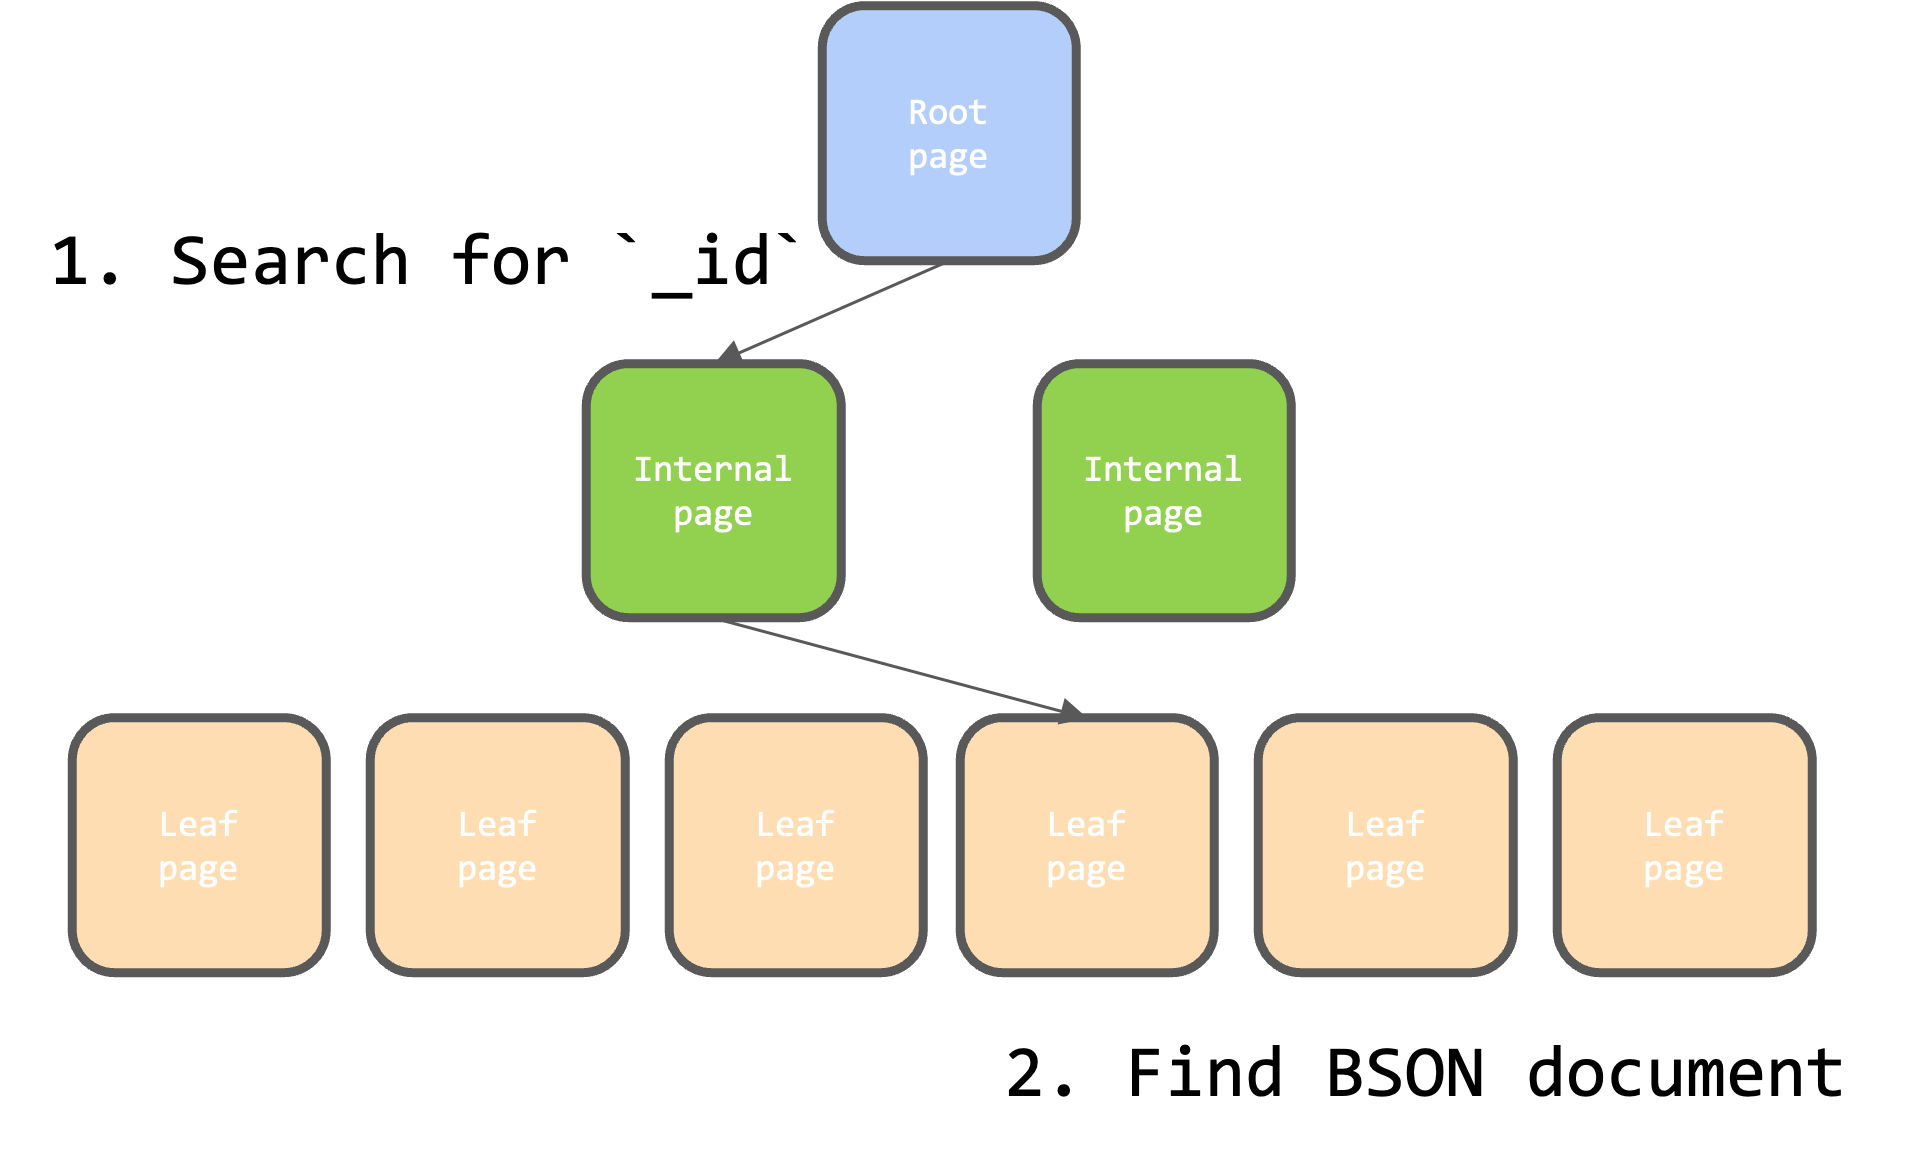 Root
page
1. Search for `_id`
Internal
page
Internal
page
Leaf
page
Leaf
page
Leaf
page
Leaf
page
Leaf
page
Leaf
page
2. Find BSON document